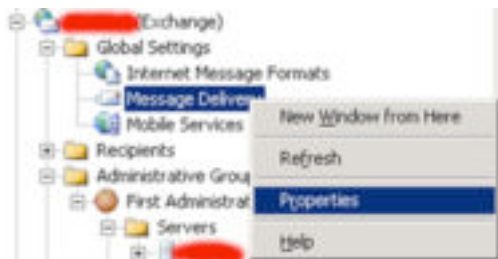 (Exchange)
Global Settings
Internet Message Formats
Message Delivery
Mobile Services
New Window from Here
Refresh
Properties
Help
Recipients
Administrative Group
First Administrat
Servers